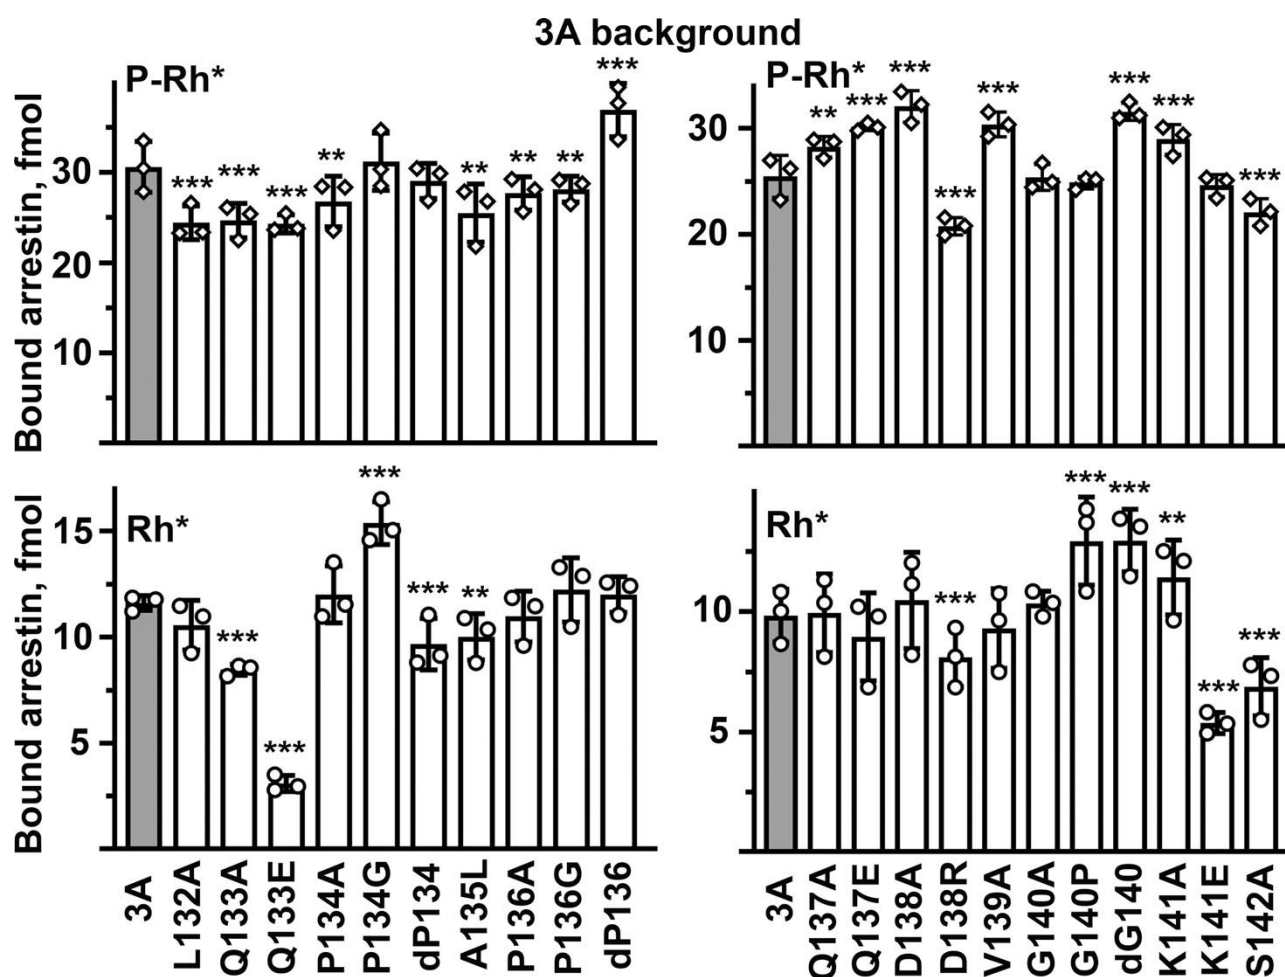 3A background
P-Rh*
Bound arrestin, fmol
30
20
10
*** *** *** ** ** ** ** ***
P-Rh*
30
20
10
** *** *** *** *** *** *** ***
Rh*
Bound arrestin, fmol
15
10
5
*** *** *** *** **
Rh*
10
5
*** *** *** ** *** ***
3A
L132A
Q133A
Q133E
P134A
P134G
dP134
A135L
P136A
P136G
dP136
3A
Q137A
Q137E
D138A
D138R
V139A
G140A
G140P
dG140
K141A
K141E
S142A